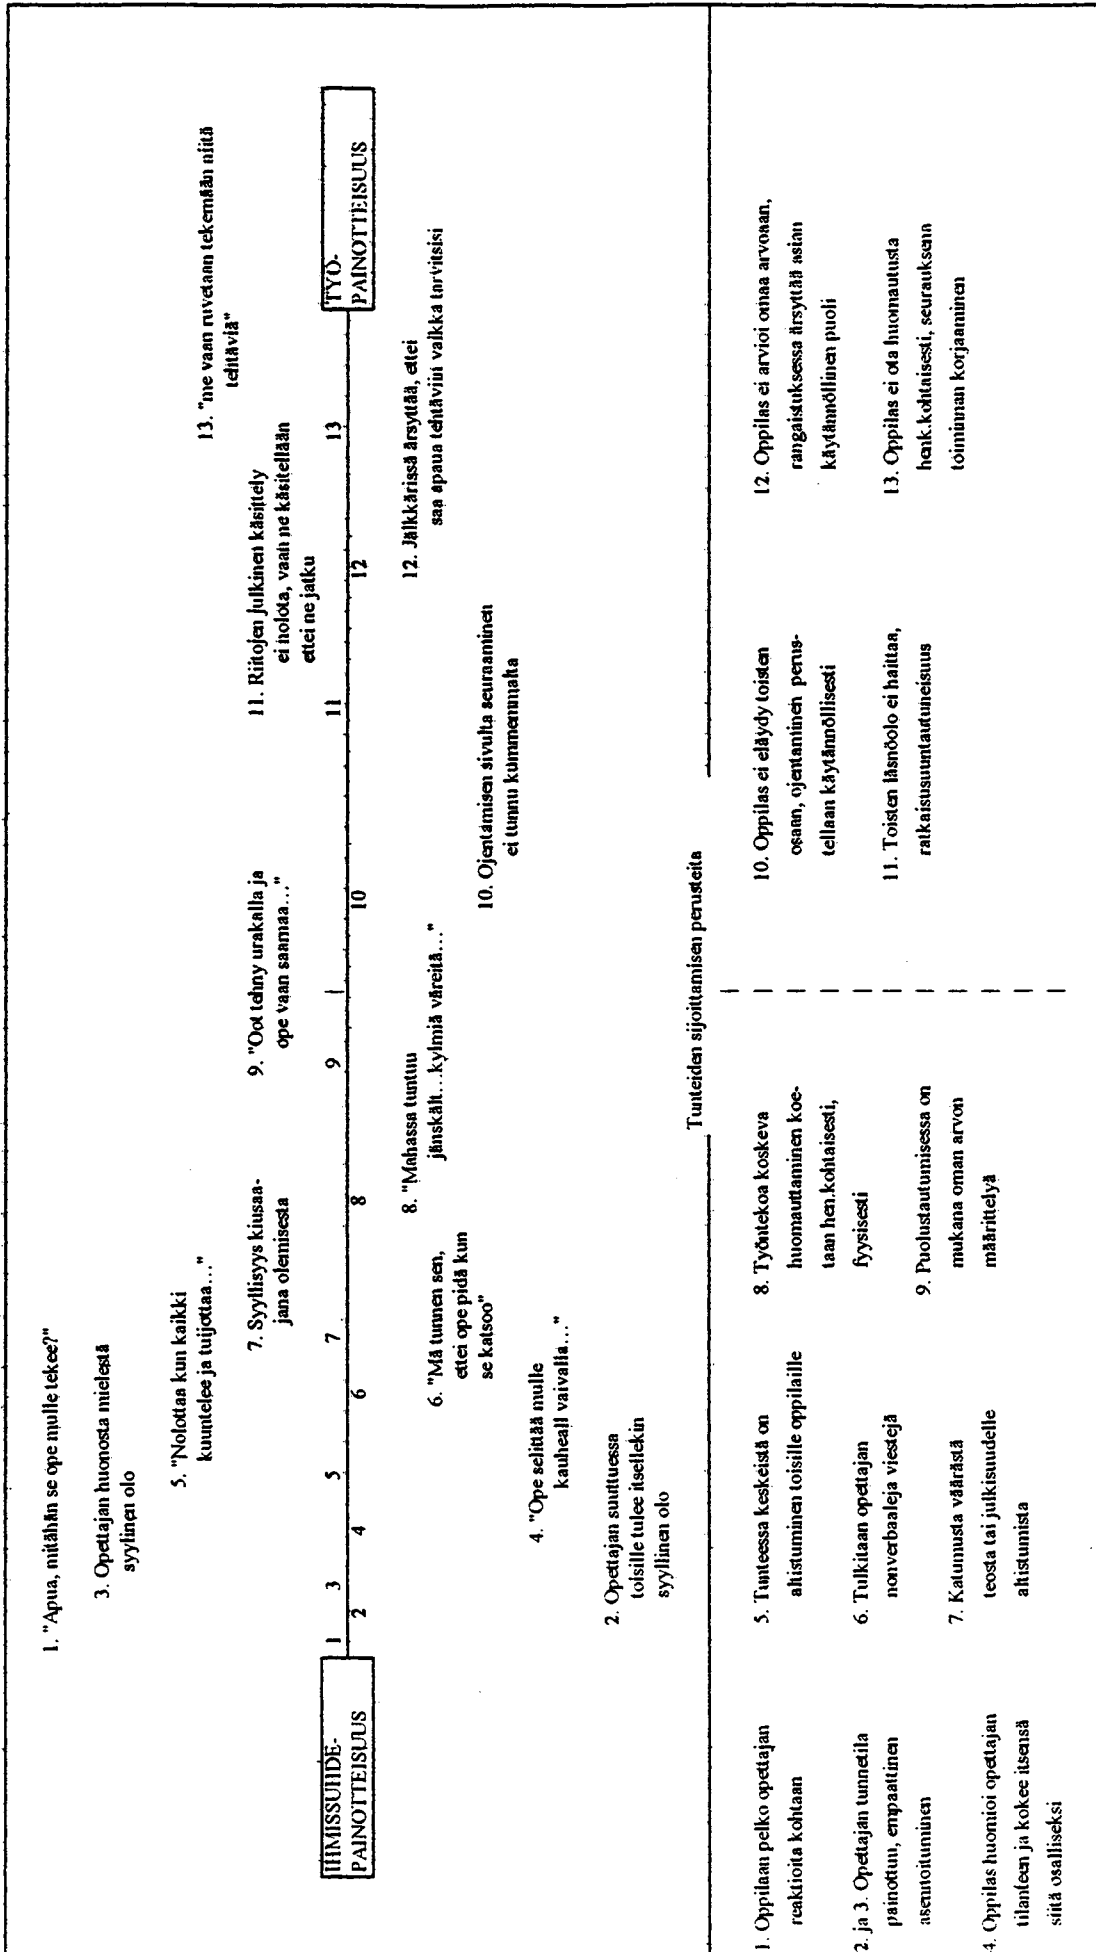 1. "Apua, mitähän se ope mulle tekee?"
3. Opettajan huonosta mielestä
syylinen olo
5. "Nolottaa kun kaikki
kuuntelee ja tuijottaa..."
7. Syyllisyys kiusaa-
jana olemisesta
9. "Oot tehny urakalla ja
ope vaan saamaa..."
11. Riitojen julkinen käsittely
ei nolota, vaan ne käsitellään
ettei ne jatku
13. "me vaan ruvetaan tekemään niitä
tehtäviä"
IHMISSUHDE-
PAINOTTEISUUS
1 2 3 4 5 6 7 8 9 10 11 12 13
TYÖ-
PAINOTTEISUUS
2. Opettajan suuttuessa
toisille tulee itsellekin
syyllinen olo
4. "Ope selittää mulle
kauheall vaivalla..."
6. "Mä tunnen sen,
ettei ope pidä kun
se katsoo"
8. "Mahassa tuntuu
jänskält...kylmiä väreitä..."
10. Ojentamisen sivulta seuraaminen
ei tunnu kummemmalta
12. Jälkkärissä ärsyttää, ettei
saa apaua tehtäviin vaikka tarvitsisi
Tunteiden sijoittamisen perusteita
1. Oppilaan pelko opettajan
reaktioita kohtaan
2. ja 3. Opettajan tunnetila
painottuu, empaattinen
asennoituminen
4. Oppilas huomioi opettajan
tilanteen ja kokee itsensä
siitä osalliseksi
5. Tunteessa keskeistä on
ahistuminen toisille oppilaille
6. Tulkitaan opettajan
nonverbaaleja viestejä
7. Katumusta väärästä
teosta tai julkisuudelle
ahistumista
8. Työntekoa koskeva
huomauttaminen koe-
taan hen.kohtaisesti,
fyysisesti
9. Puolustautumisessa on
mukana oman arvon
määrittelyä
10. Oppilas ei eläydy toisten
osaan, ojentaminen perus-
tellaan käytännöllisesti
11. Toisten läsnöolo ei haittaa,
ratkaisusuuntautuneisuus
12. Oppilas ei arvioi omaa arvoaan,
rangaistuksessa ärsyttää asian
käytännöllinen puoli
13. Oppilas ei ota huomautusta
henk.kohtaisesti, seurauksena
toiminnan korjaaminen